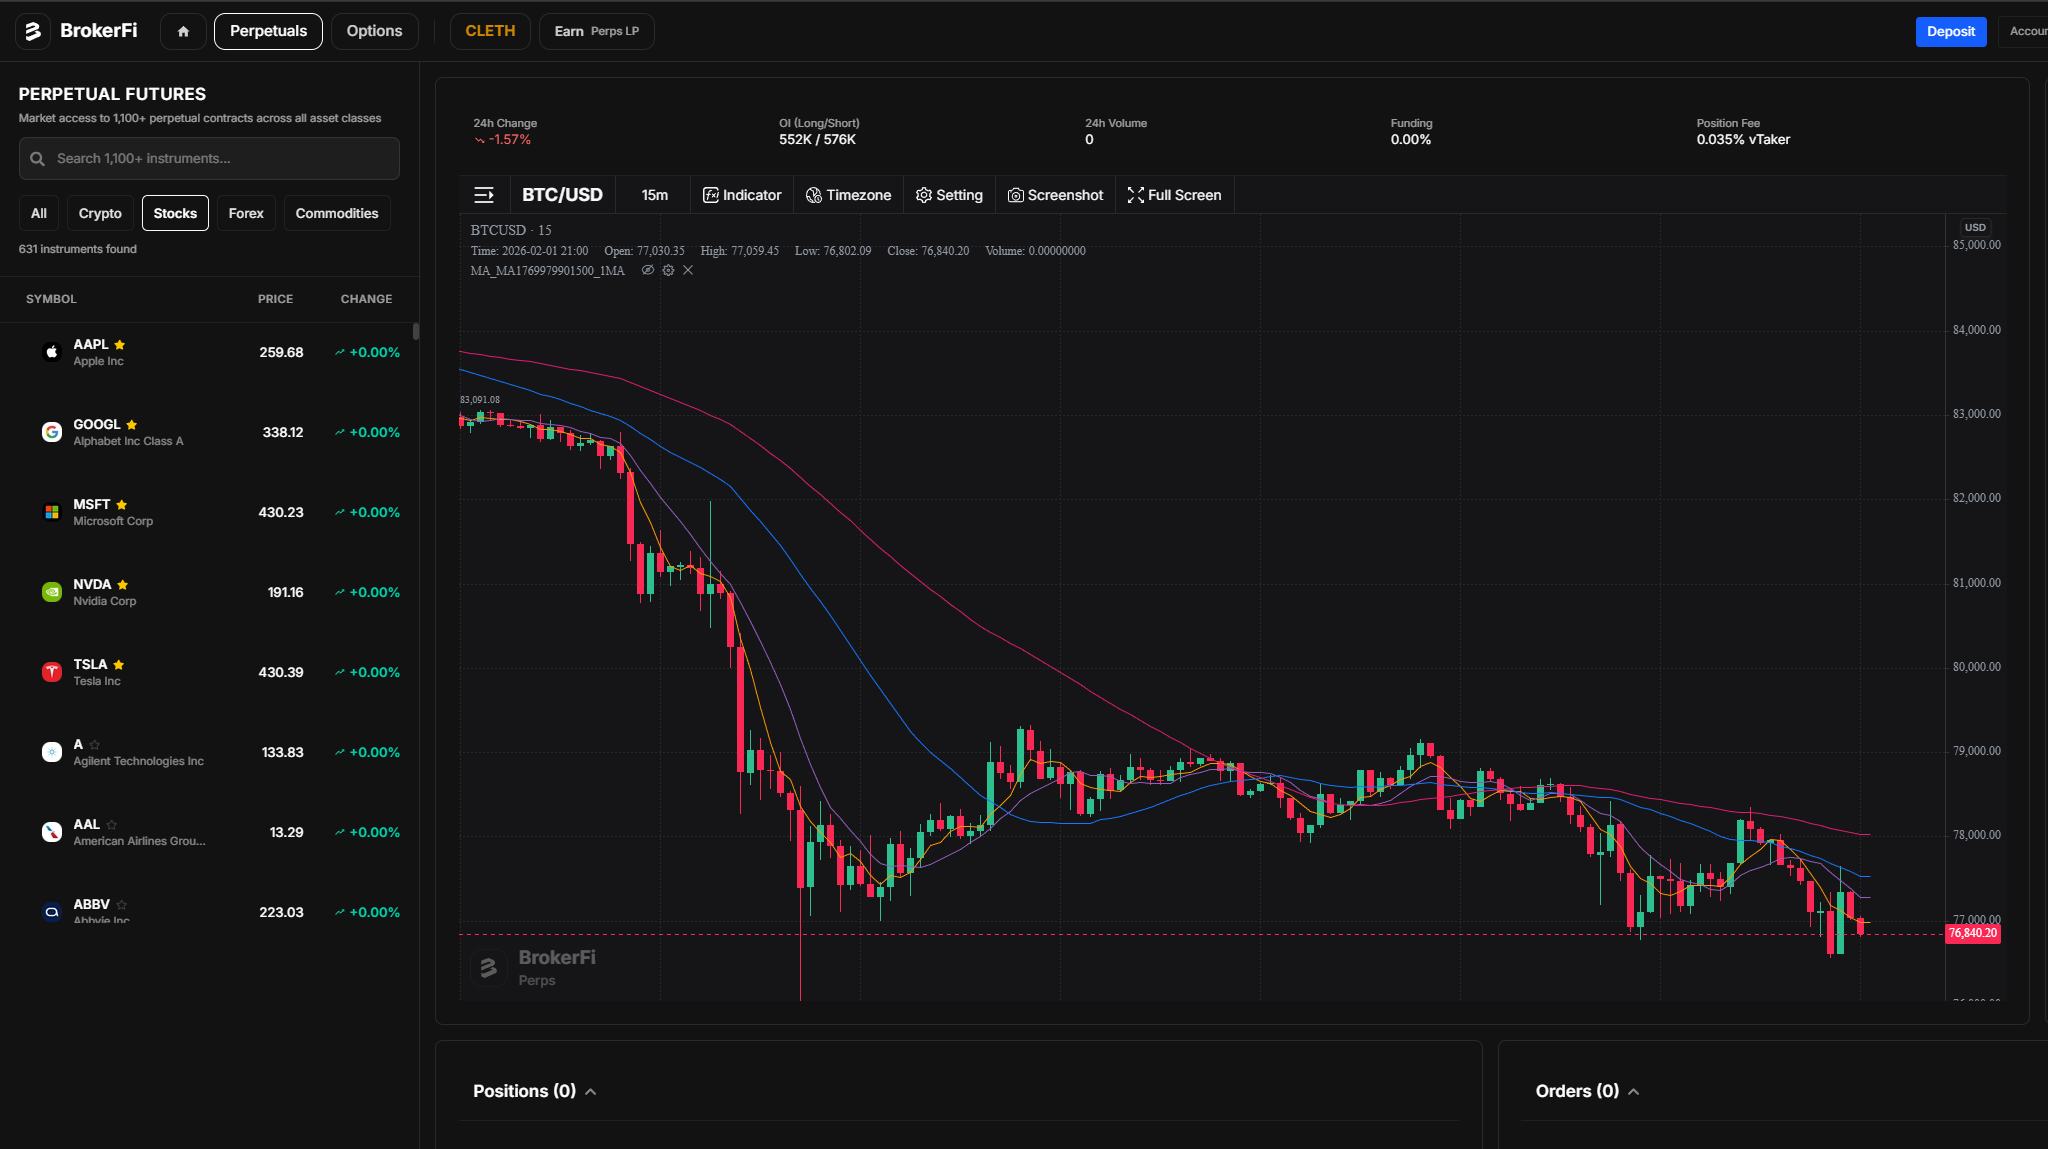 BrokerFi
Perpetuals
Options
CLETH
Earn Perps LP
Deposit
PERPETUAL FUTURES
Market access to 1,100+ perpetual contracts across all asset classes
Search 1,100+ instruments...
All
Crypto
Stocks
Forex
Commodities
631 instruments found
SYMBOL PRICE CHANGE
AAPL
Apple Inc
259.68 +0.00%
GOOGL
Alphabet Inc Class A
338.12 +0.00%
MSFT
Microsoft Corp
430.23 +0.00%
NVDA
Nvidia Corp
191.16 +0.00%
TSLA
Tesla Inc
430.39 +0.00%
A
Agilent Technologies Inc
133.83 +0.00%
AAL
American Airlines Grou...
13.29 +0.00%
ABBV
Abbvie Inc
223.03 +0.00%
24h Change
-1.57%
OI (Long/Short)
552K / 576K
24h Volume
0
Funding
0.00%
Position Fee
0.035% vTaker
BTC/USD
15m
Indicator
Timezone
Setting
Screenshot
Full Screen
BTCUSD · 15
Time: 2026-02-01 21:00 Open: 77,030.35 High: 77,059.45 Low: 76,802.09 Close: 76,840.20 Volume: 0.00000000
MA_MA1769979901500_1MA
83,091.08
USD
85,000.00
84,000.00
83,000.00
82,000.00
81,000.00
80,000.00
79,000.00
78,000.00
77,000.00
76,840.20
BrokerFi
Perps
Positions (0)
Orders (0)